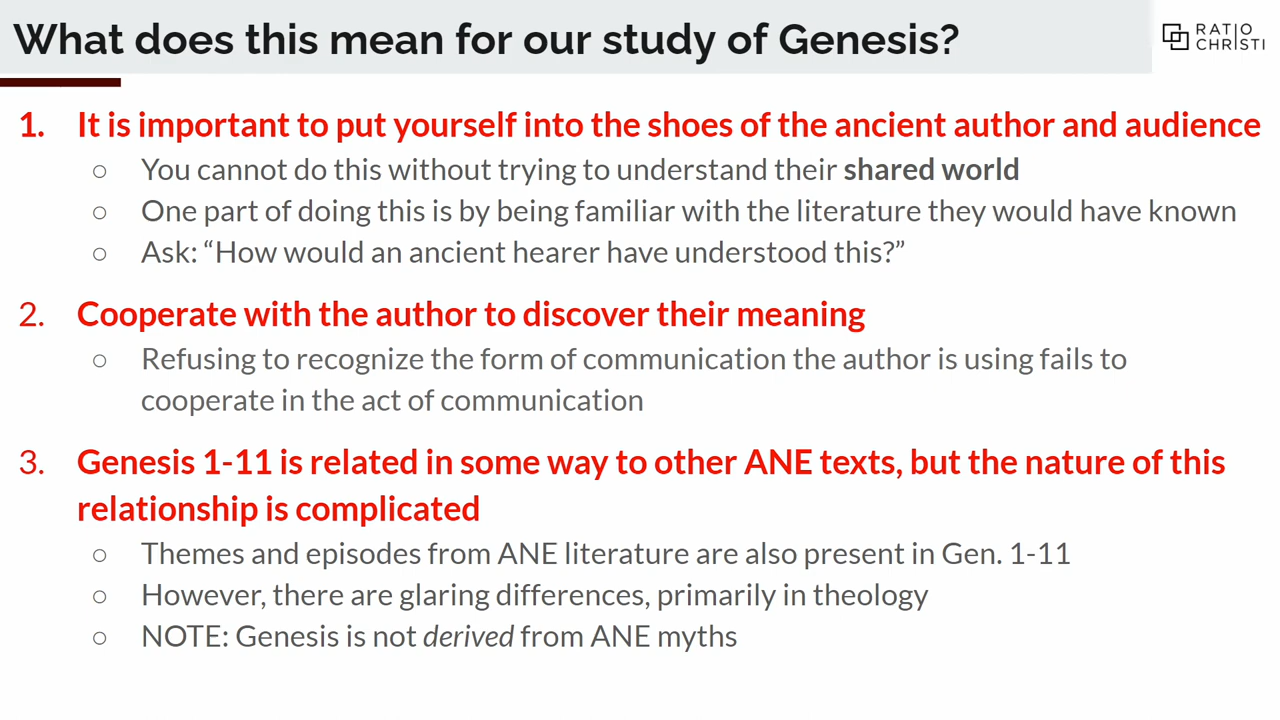 What does this mean for our study of Genesis?
RATIO
CHRISTI
1. It is important to put yourself into the shoes of the ancient author and audience
○ You cannot do this without trying to understand their shared world
○ One part of doing this is by being familiar with the literature they would have known
○ Ask: “How would an ancient hearer have understood this?”
2. Cooperate with the author to discover their meaning
○ Refusing to recognize the form of communication the author is using fails to
cooperate in the act of communication
3. Genesis 1-11 is related in some way to other ANE texts, but the nature of this
relationship is complicated
○ Themes and episodes from ANE literature are also present in Gen. 1-11
○ However, there are glaring differences, primarily in theology
○ NOTE: Genesis is not derived from ANE myths